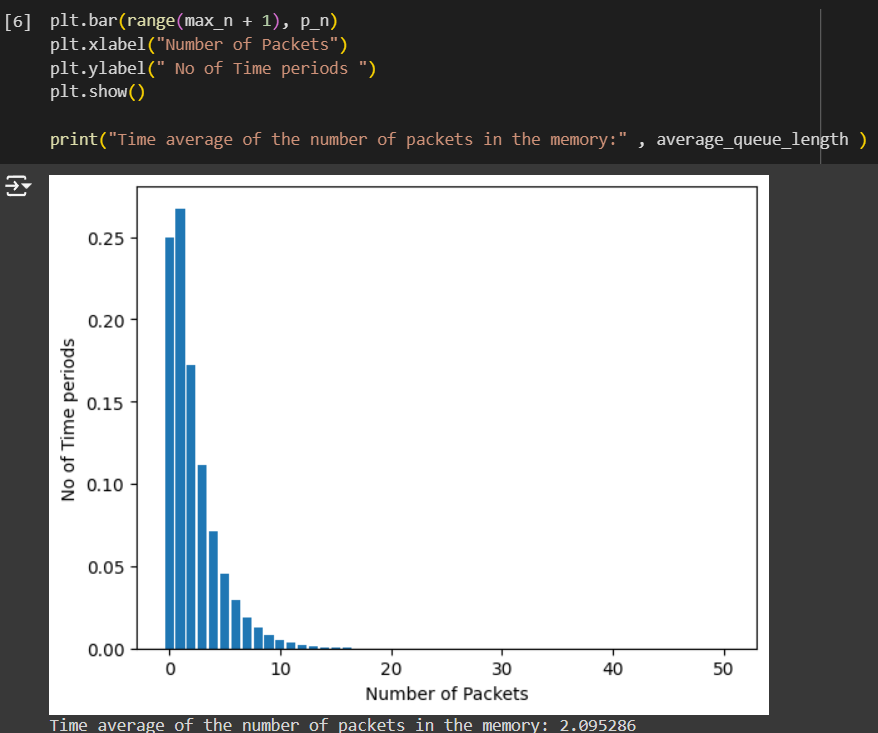 [6] plt.bar(range(max_n + 1), p_n)
plt.xlabel("Number of Packets")
plt.ylabel(" No of Time periods ")
plt.show()
print("Time average of the number of packets in the memory:" , average_queue_length )
0.25
0.20
0.15
0.10
0.05
0.00
No of Time periods
0 10 20 30 40 50
Number of Packets
Time average of the number of packets in the memory: 2.095286